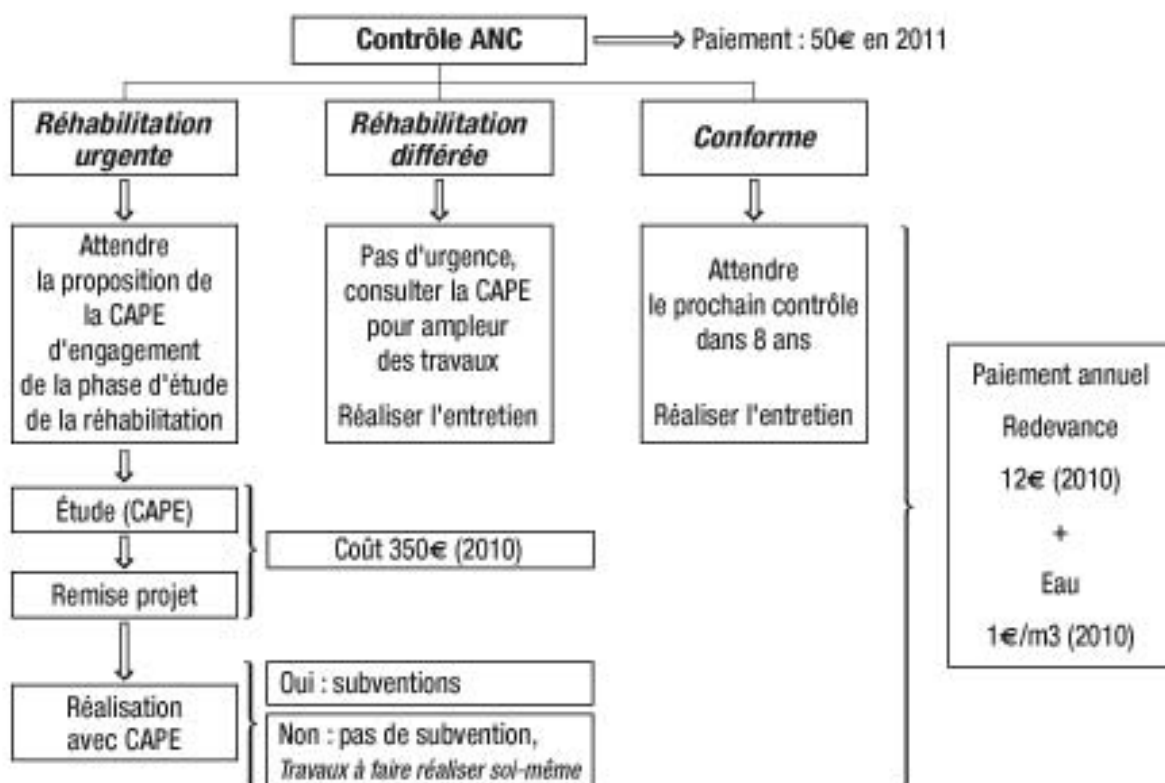 Contrôle ANC
Paiement : 50€ en 2011
Réhabilitation
urgente
Réhabilitation
différée
Conforme
Attendre
la proposition de
la CAPE
d'engagement
de la phase d'étude
de la réhabilitation
Pas d'urgence,
consulter la CAPE
pour ampleur
des travaux
Réaliser l'entretien
Attendre
le prochain contrôle
dans 8 ans
Réaliser l'entretien
Paiement annuel
Redevance
12€ (2010)
+
Eau
1€/m3 (2010)
Étude (CAPE)
Remise projet
Coût 350€ (2010)
Réalisation
avec CAPE
Oui : subventions
Non : pas de subvention,
Travaux à faire réaliser soi-même